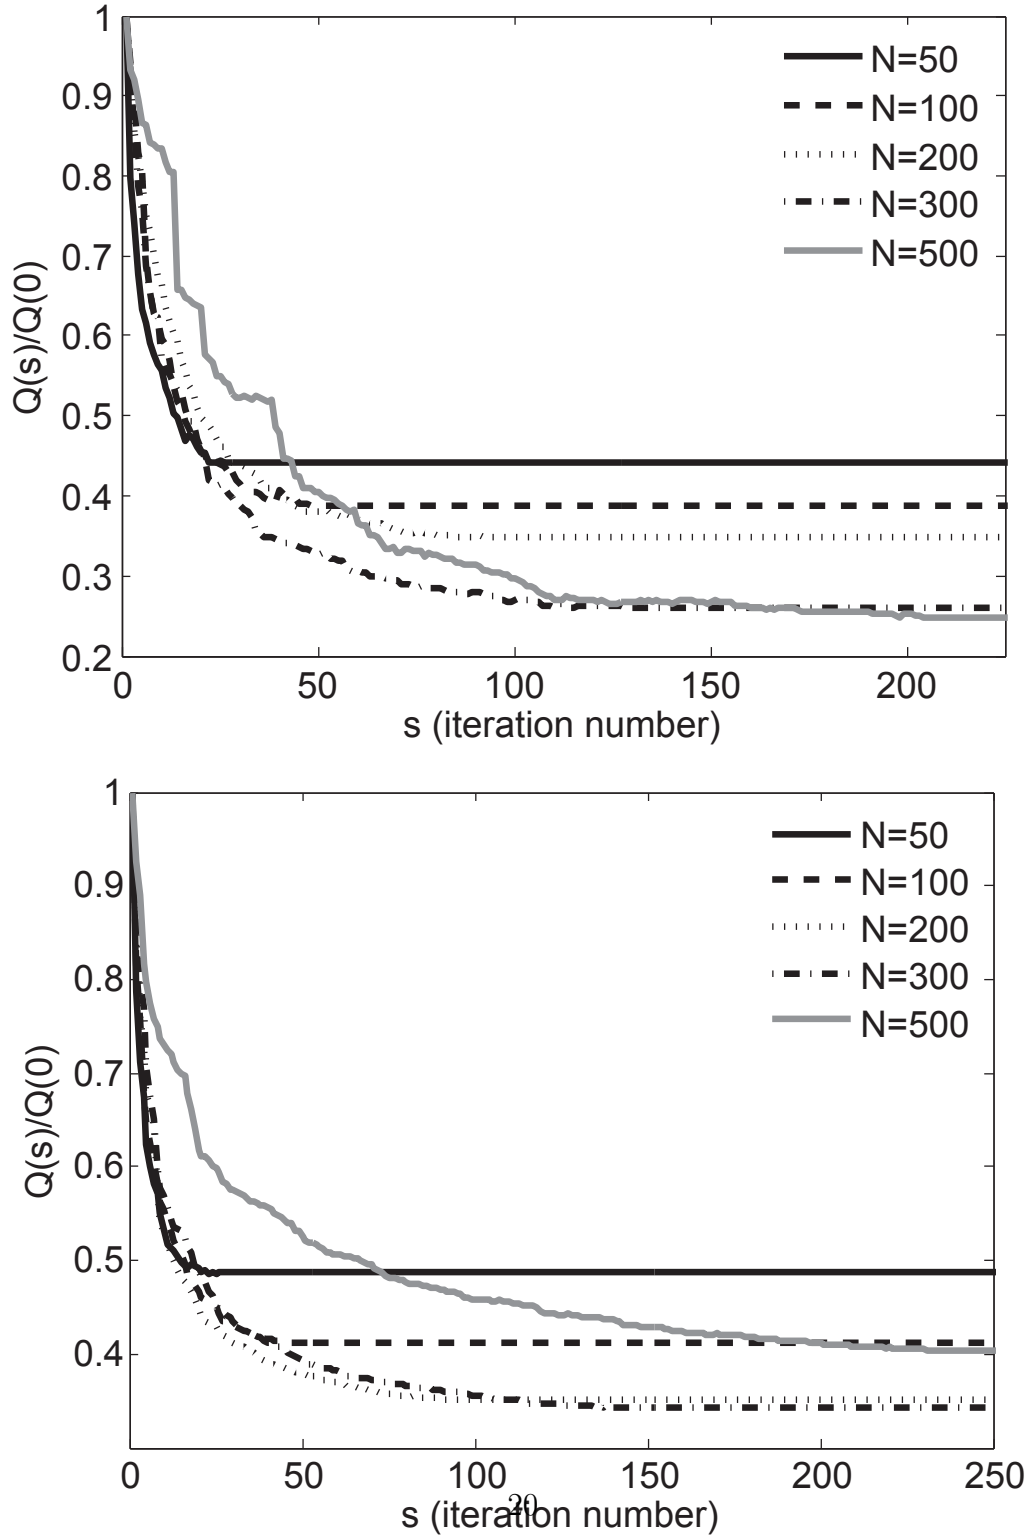 1
0.9
0.8
0.7
0.6
0.5
0.4
0.3
0.2
Q(s)/Q(0)
N=50
N=100
N=200
N=300
N=500
0 50 100 150 200
s (iteration number)
1
0.9
0.8
0.7
0.6
0.5
0.4
Q(s)/Q(0)
N=50
N=100
N=200
N=300
N=500
0 50 100 150 200 250
s (iteration number)
20